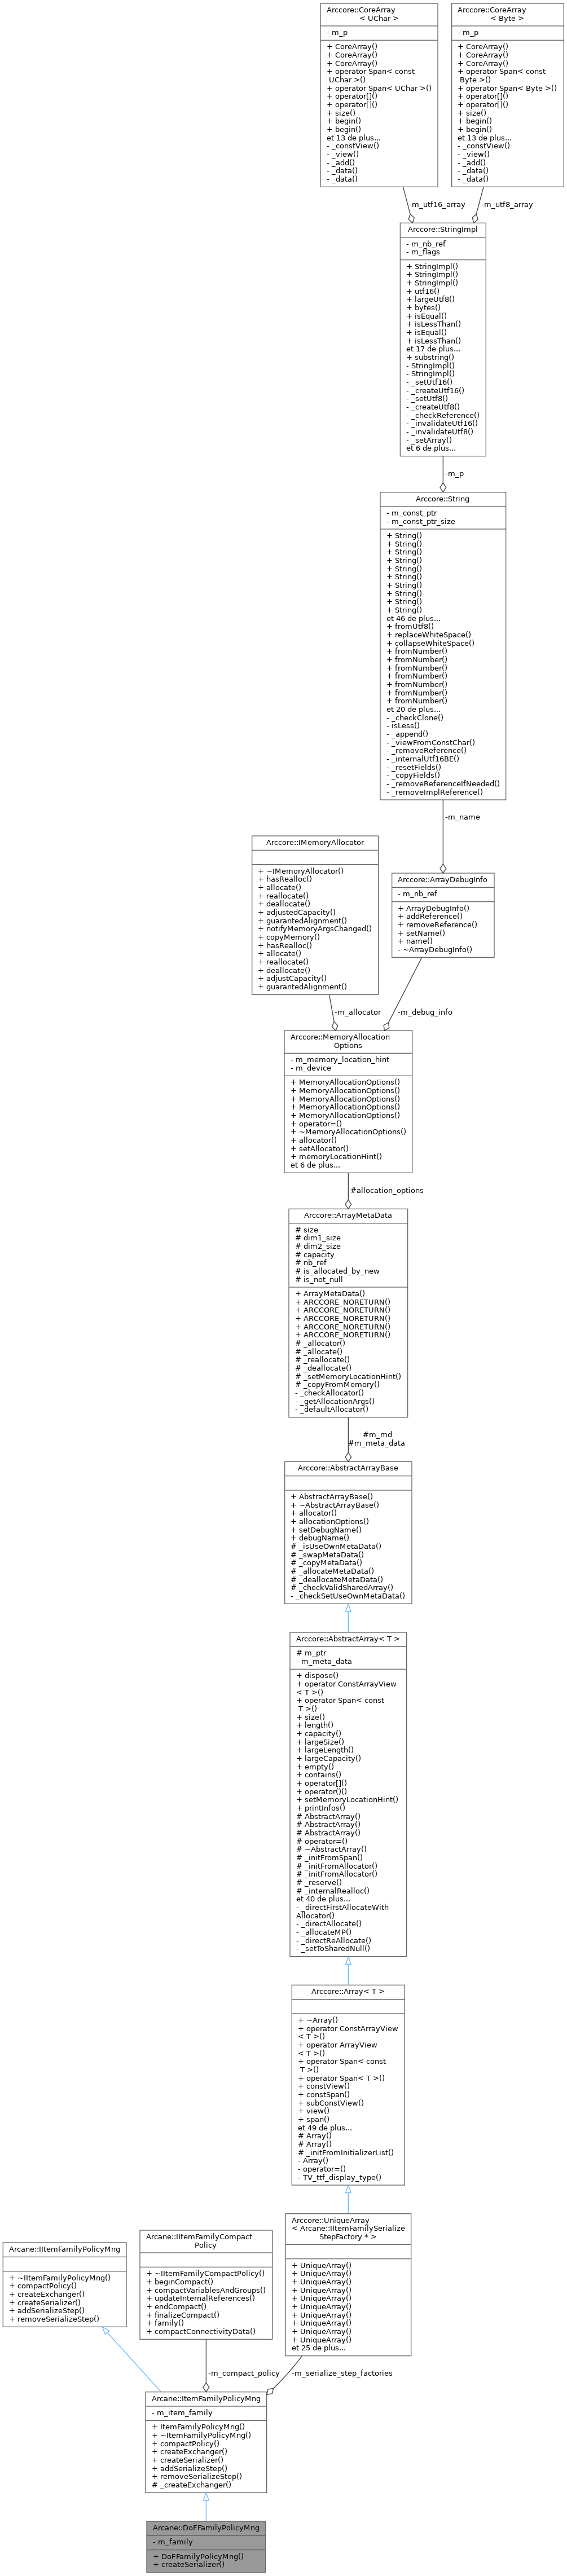 Arccore::CoreArray
< UChar >
- m_p
+ CoreArray()
+ CoreArray()
+ CoreArray()
+ operator Span< const
UChar >()
+ operator Span< UChar >()
+ operator[]()
+ operator[]()
+ size()
+ begin()
+ begin()
et 13 de plus...
- _constView()
- _view()
- _add()
- _data()
- _data()
Arccore::CoreArray
< Byte >
- m_p
+ CoreArray()
+ CoreArray()
+ CoreArray()
+ operator Span< const
Byte >()
+ operator Span< Byte >()
+ operator[]()
+ operator[]()
+ size()
+ begin()
+ begin()
et 13 de plus...
- _constView()
- _view()
- _add()
- _data()
- _data()
-m_utf16_array
-m_utf8_array
Arccore::StringImpl
- m_nb_ref
- m_flags
+ StringImpl()
+ StringImpl()
+ StringImpl()
+ utf16()
+ largeUtf8()
+ bytes()
+ isEqual()
+ isLessThan()
+ isEqual()
+ isLessThan()
et 17 de plus...
+ substring()
- StringImpl()
- StringImpl()
- _setUtf16()
- _createUtf16()
- _setUtf8()
- _createUtf8()
- _checkReference()
- _invalidateUtf16()
- _invalidateUtf8()
- _setArray()
et 6 de plus...
-m_p
Arccore::String
- m_const_ptr
- m_const_ptr_size
+ String()
+ String()
+ String()
+ String()
+ String()
+ String()
+ String()
+ String()
+ String()
+ String()
et 46 de plus...
+ fromUtf8()
+ replaceWhiteSpace()
+ collapseWhiteSpace()
+ fromNumber()
+ fromNumber()
+ fromNumber()
+ fromNumber()
+ fromNumber()
+ fromNumber()
+ fromNumber()
et 20 de plus...
- _checkClone()
- isLess()
- _append()
- _viewFromConstChar()
- _removeReference()
- _internalUtf16BE()
- _resetFields()
- _copyFields()
- _removeReferenceIfNeeded()
- _removeImplReference()
-m_name
Arccore::IMemoryAllocator
+ ~IMemoryAllocator()
+ hasRealloc()
+ allocate()
+ reallocate()
+ deallocate()
+ adjustedCapacity()
+ guarantedAlignment()
+ notifyMemoryArgsChanged()
+ copyMemory()
+ hasRealloc()
+ allocate()
+ reallocate()
+ deallocate()
+ adjustCapacity()
+ guarantedAlignment()
Arccore::ArrayDebugInfo
- m_nb_ref
+ ArrayDebugInfo()
+ addReference()
+ removeReference()
+ setName()
+ name()
- ~ArrayDebugInfo()
-m_allocator
-m_debug_info
Arccore::MemoryAllocation
Options
- m_memory_location_hint
- m_device
+ MemoryAllocationOptions()
+ MemoryAllocationOptions()
+ MemoryAllocationOptions()
+ MemoryAllocationOptions()
+ MemoryAllocationOptions()
+ operator=()
+ ~MemoryAllocationOptions()
+ allocator()
+ setAllocator()
+ memoryLocationHint()
et 6 de plus...
#allocation_options
Arccore::ArrayMetaData
# size
# dim1_size
# dim2_size
# capacity
# nb_ref
# is_allocated_by_new
# is_not_null
+ ArrayMetaData()
+ ARCCORE_NORETURN()
+ ARCCORE_NORETURN()
+ ARCCORE_NORETURN()
+ ARCCORE_NORETURN()
+ ARCCORE_NORETURN()
# _allocator()
# _allocate()
# _reallocate()
# _deallocate()
# _setMemoryLocationHint()
# _copyFromMemory()
- _checkAllocator()
- _getAllocationArgs()
- _defaultAllocator()
#m_md
#m_meta_data
Arccore::AbstractArrayBase
+ AbstractArrayBase()
+ ~AbstractArrayBase()
+ allocator()
+ allocationOptions()
+ setDebugName()
+ debugName()
# _isUseOwnMetaData()
# _swapMetaData()
# _copyMetaData()
# _allocateMetaData()
# _deallocateMetaData()
# _checkValidSharedArray()
- _checkSetUseOwnMetaData()
Arccore::AbstractArray< T >
# m_ptr
- m_meta_data
+ dispose()
+ operator ConstArrayView
< T >()
+ operator Span< const
T >()
+ size()
+ length()
+ capacity()
+ largeSize()
+ largeLength()
+ largeCapacity()
+ empty()
+ contains()
+ operator[]()
+ operator()()
+ setMemoryLocationHint()
+ printInfos()
# AbstractArray()
# AbstractArray()
# AbstractArray()
# operator=()
# ~AbstractArray()
# _initFromSpan()
# _initFromAllocator()
# _initFromAllocator()
# _reserve()
# _internalRealloc()
et 40 de plus...
- _directFirstAllocateWith
Allocator()
- _directAllocate()
- _allocateMP()
- _directReAllocate()
- _setToSharedNull()
Arccore::Array< T >
+ ~Array()
+ operator ConstArrayView
< T >()
+ operator ArrayView
< T >()
+ operator Span< const
T >()
+ operator Span< T >()
+ constView()
+ constSpan()
+ subConstView()
+ view()
+ span()
et 49 de plus...
# Array()
# Array()
# _initFromInitializerList()
- Array()
- operator=()
- TV_ttf_display_type()
Arcane::IItemFamilyPolicyMng
+ ~IItemFamilyPolicyMng()
+ compactPolicy()
+ createExchanger()
+ createSerializer()
+ addSerializeStep()
+ removeSerializeStep()
Arcane::IItemFamilyCompact
Policy
+ ~IItemFamilyCompactPolicy()
+ beginCompact()
+ compactVariablesAndGroups()
+ updateInternalReferences()
+ endCompact()
+ finalizeCompact()
+ family()
+ compactConnectivityData()
Arccore::UniqueArray
< Arcane::IItemFamilySerialize
StepFactory * >
+ UniqueArray()
+ UniqueArray()
+ UniqueArray()
+ UniqueArray()
+ UniqueArray()
+ UniqueArray()
+ UniqueArray()
+ UniqueArray()
+ UniqueArray()
+ UniqueArray()
et 25 de plus...
-m_compact_policy
-m_serialize_step_factories
Arcane::ItemFamilyPolicyMng
- m_item_family
+ ItemFamilyPolicyMng()
+ ~ItemFamilyPolicyMng()
+ compactPolicy()
+ createExchanger()
+ createSerializer()
+ addSerializeStep()
+ removeSerializeStep()
# _createExchanger()
Arcane::DoFFamilyPolicyMng
- m_family
+ DoFFamilyPolicyMng()
+ createSerializer()